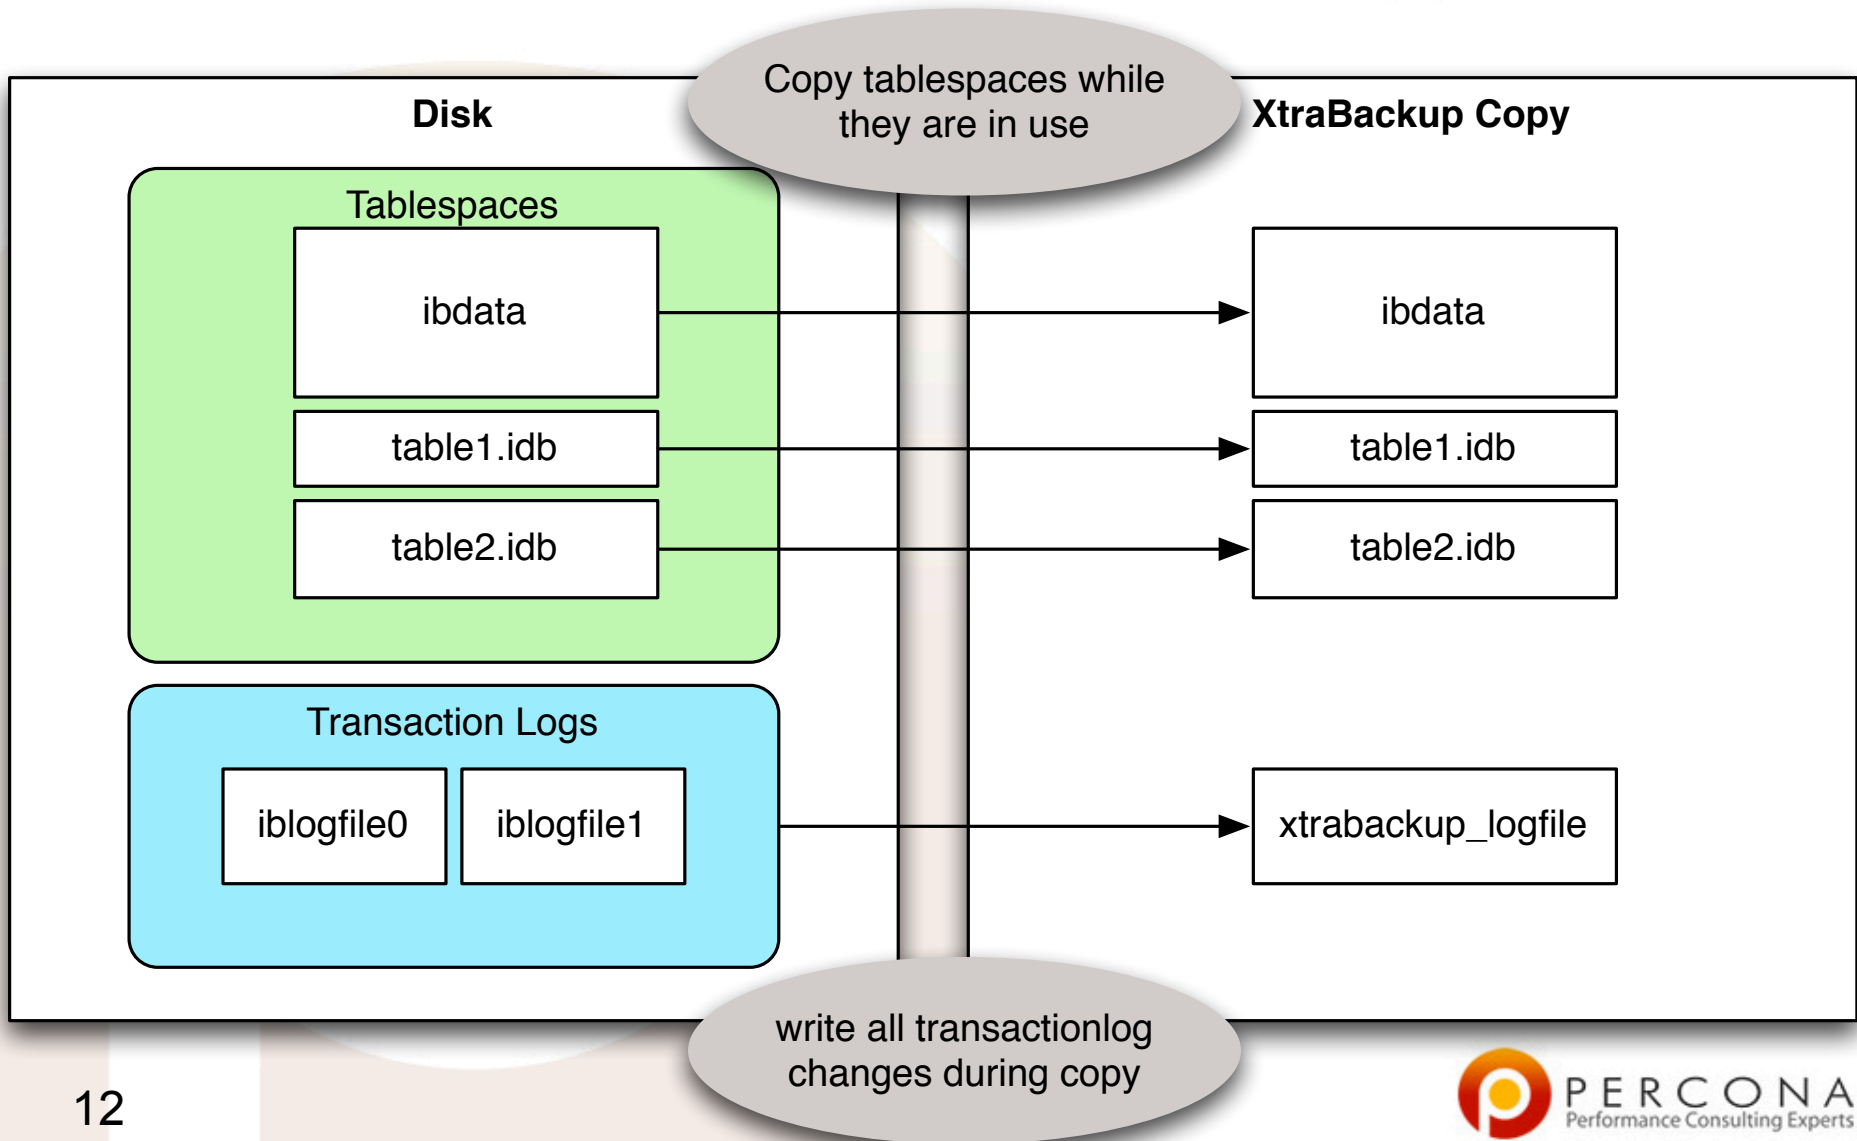 Copy tablespaces while
they are in use
Disk
XtraBackup Copy
Tablespaces
ibdata
ibdata
table1.idb
table1.idb
table2.idb
table2.idb
Transaction Logs
iblogfile0
iblogfile1
xtrabackup_logfile
write all transactionlog
changes during copy
12
PERCONA
Performance Consulting Experts